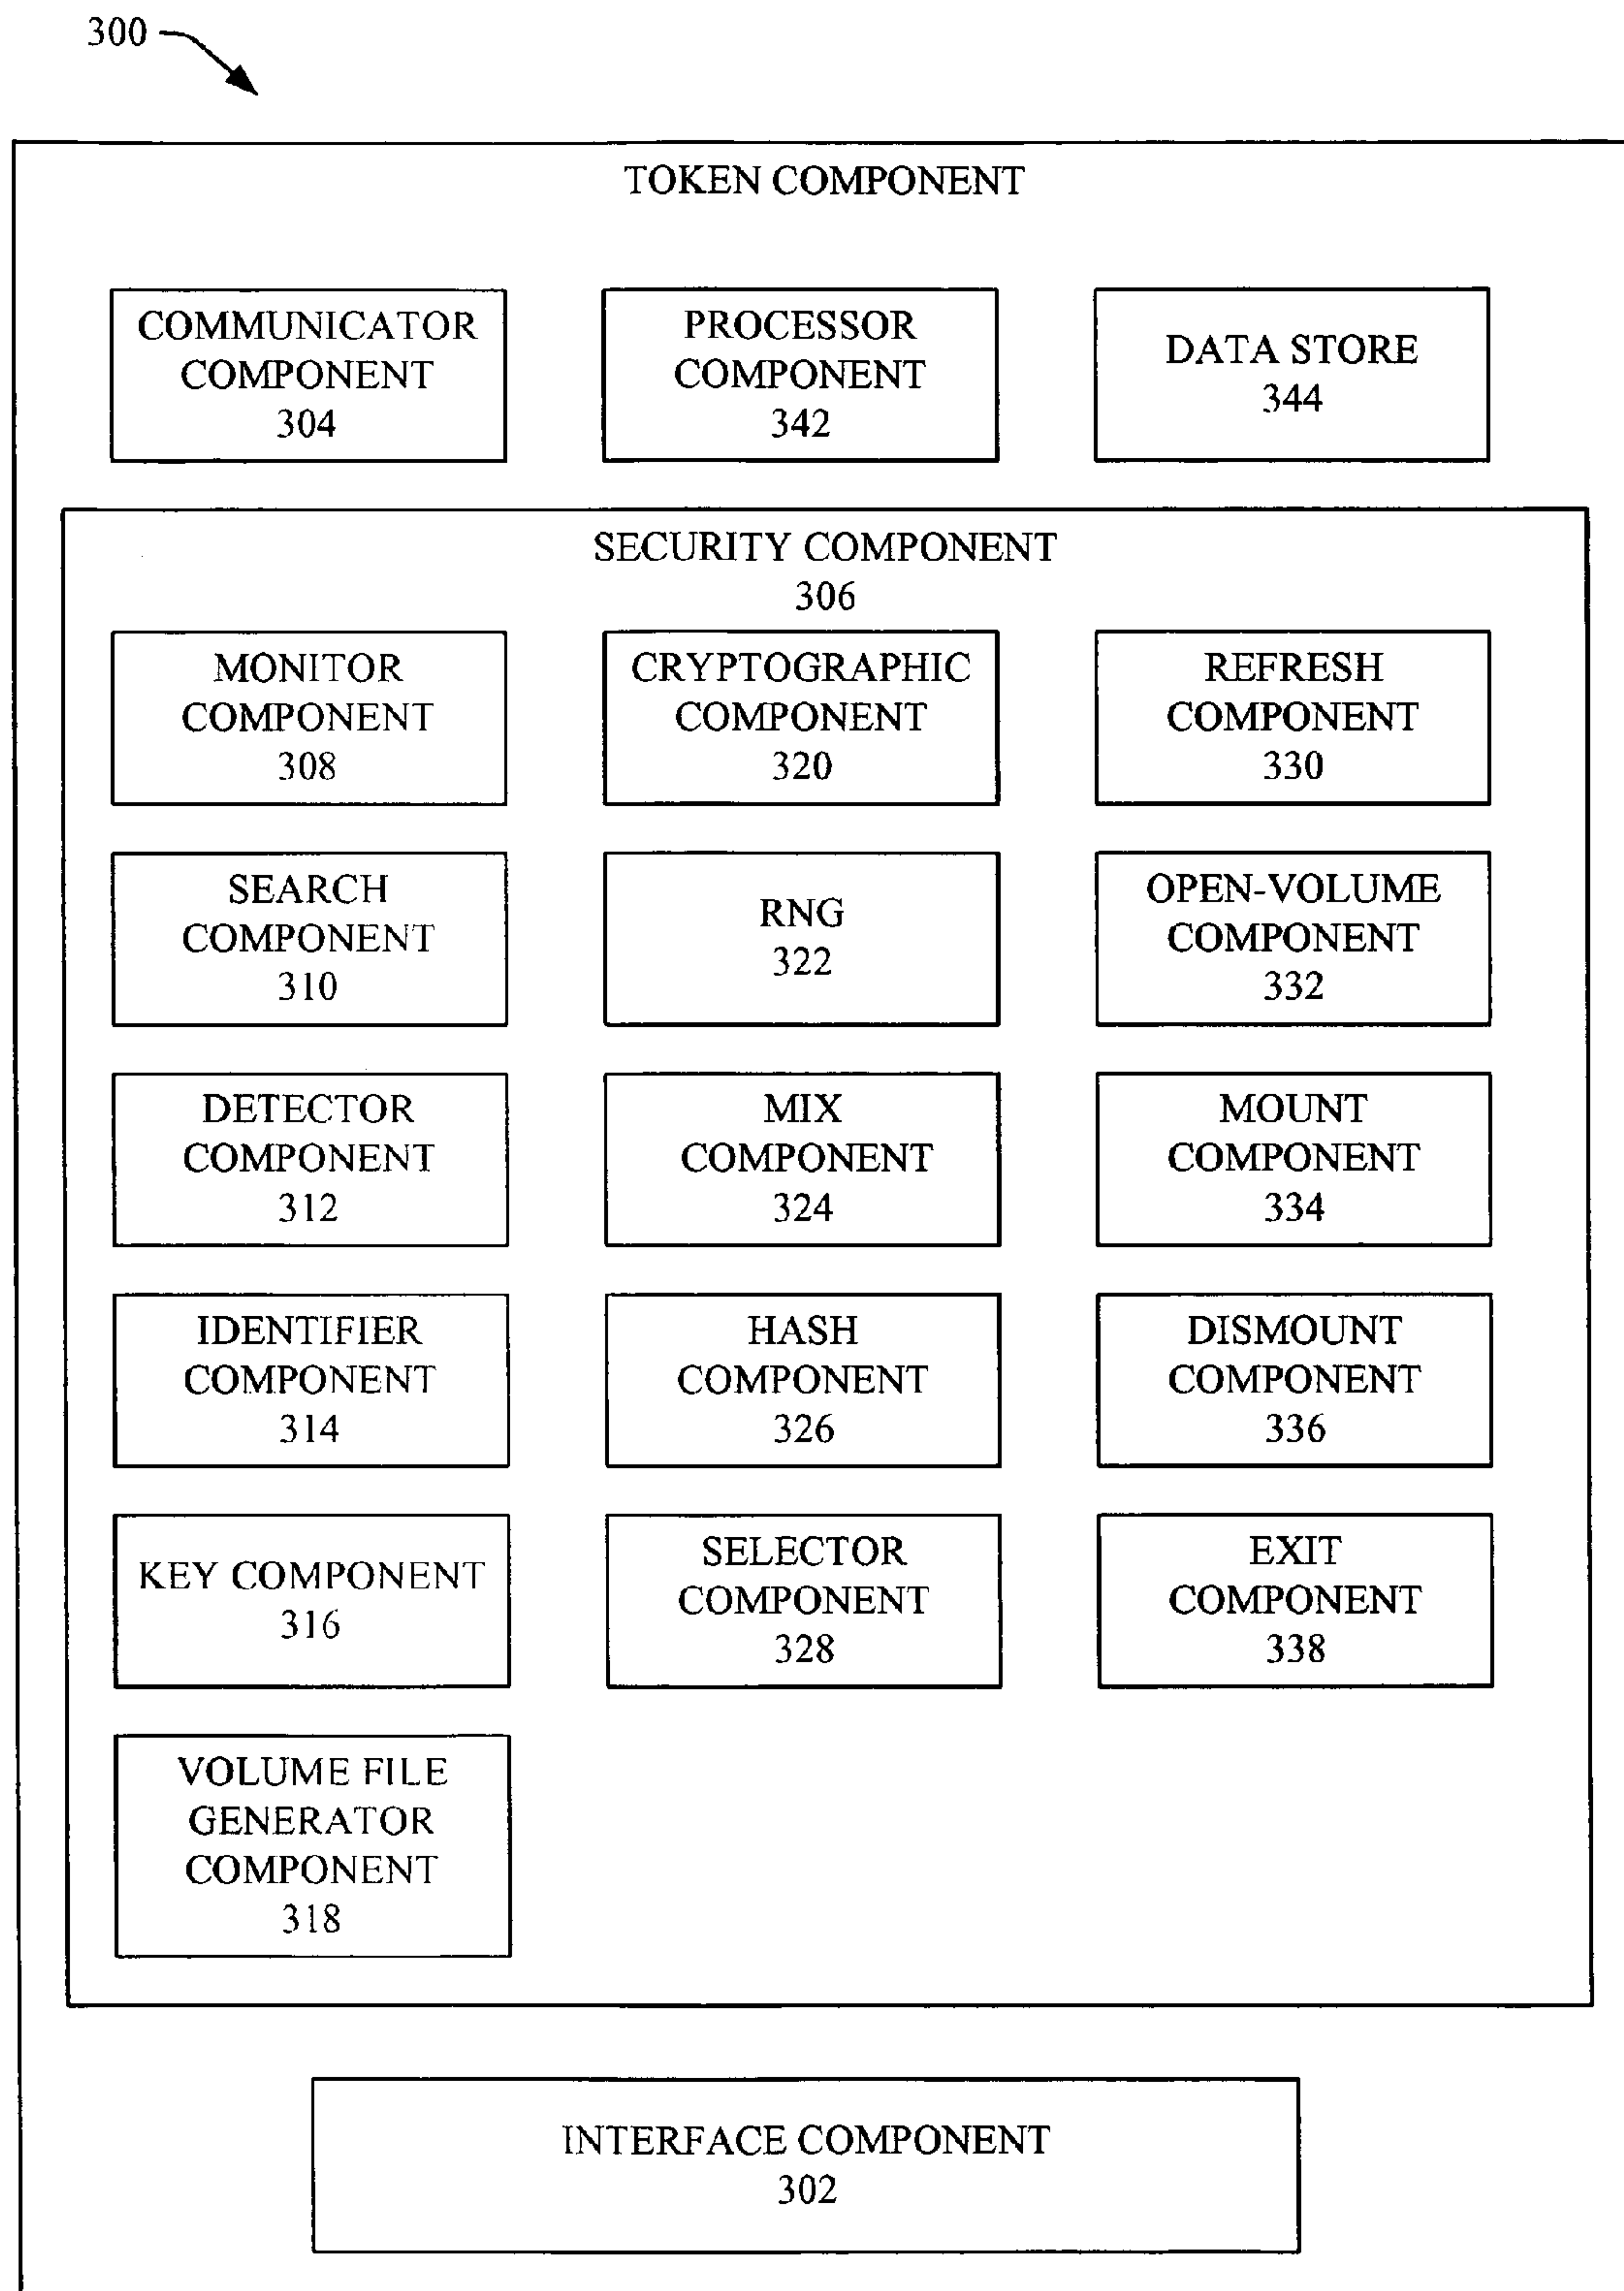 300
TOKEN COMPONENT
COMMUNICATOR
COMPONENT
304
PROCESSOR
COMPONENT
342
DATA STORE
344
SECURITY COMPONENT
306
MONITOR
COMPONENT
308
CRYPTOGRAPHIC
COMPONENT
320
REFRESH
COMPONENT
330
SEARCH
COMPONENT
310
RNG
322
OPEN-VOLUME
COMPONENT
332
DETECTOR
COMPONENT
312
MIX
COMPONENT
324
MOUNT
COMPONENT
334
IDENTIFIER
COMPONENT
314
HASH
COMPONENT
326
DISMOUNT
COMPONENT
336
KEY COMPONENT
316
SELECTOR
COMPONENT
328
EXIT
COMPONENT
338
VOLUME FILE
GENERATOR
COMPONENT
318
INTERFACE COMPONENT
302